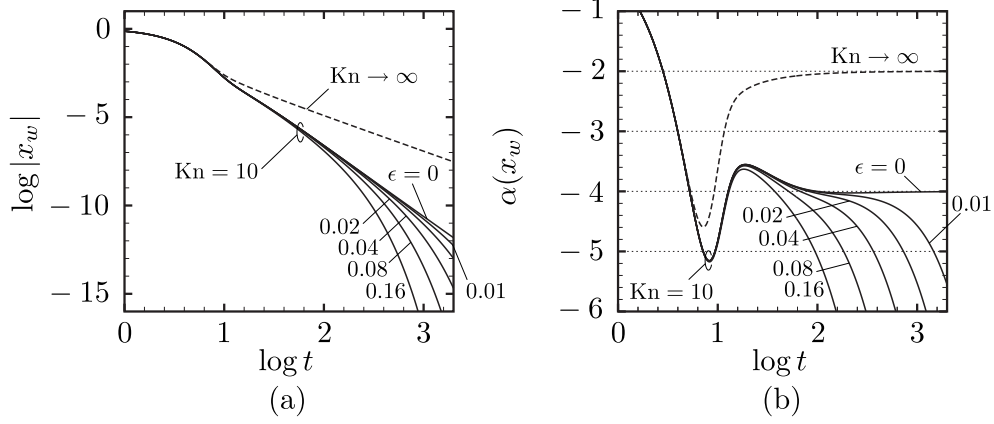 log |x_w|
0
− 5
− 10
− 15
Kn → ∞
Kn = 10
ϵ = 0
0.02
0.04
0.08
0.16
0.01
0 1 2 3
log t
(a)
α(x_w)
− 1
− 2
− 3
− 4
− 5
− 6
Kn → ∞
ϵ = 0
0.01
0.02
0.04
0.08
0.16
Kn = 10
0 1 2 3
log t
(b)